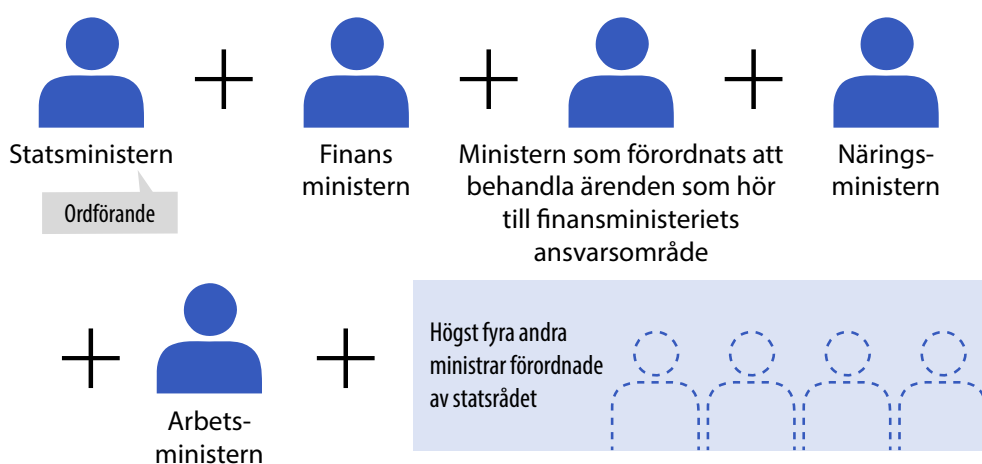 Statsministern
Ordförande
Finans
ministern
Ministern som förordnats att
behandla ärenden som hör
till finansministeriets
ansvarsområde
Närings-
ministern
Arbets-
ministern
Högst fyra andra
ministrar förordnade
av statsrådet